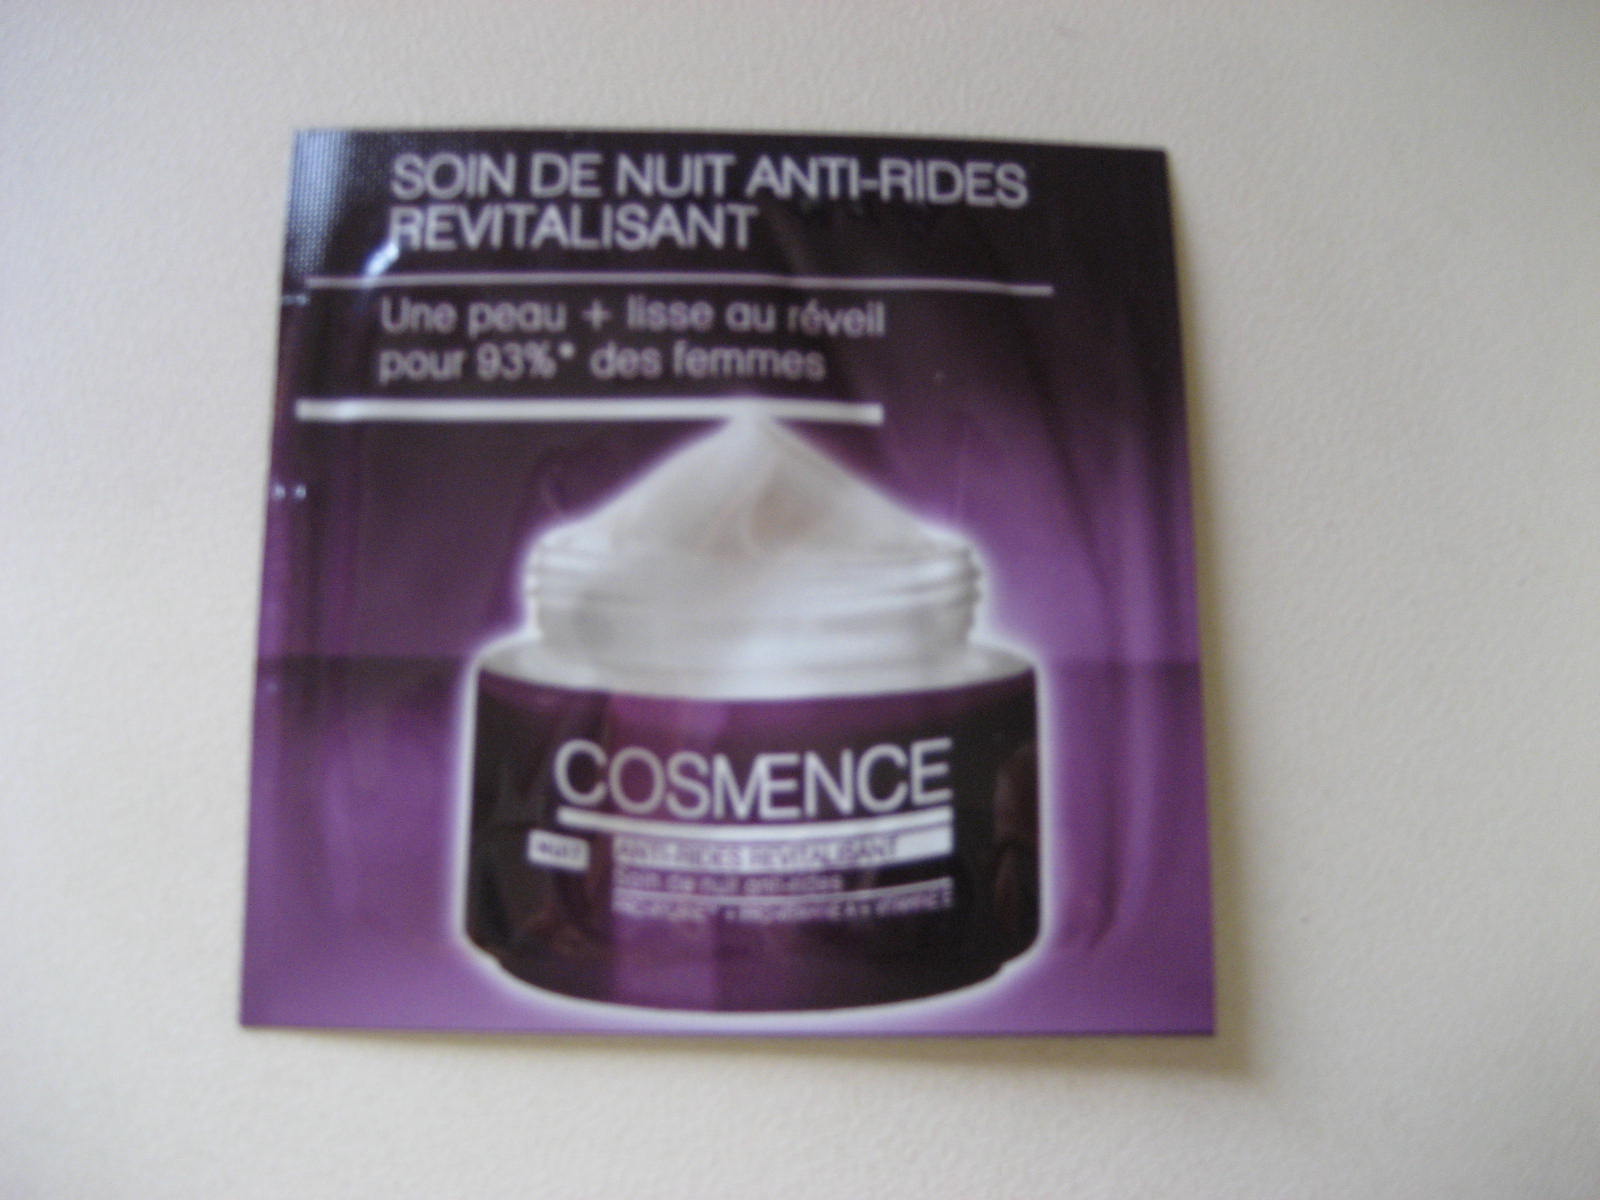 SOIN DE NUIT ANTI-RIDES
REVITALISANT
Une peau + lisse au réveil
pour 93%* des femmes
COSMENCE
NUIT
ANTI-RIDES REVITALISANT
Soin de nuit anti-rides